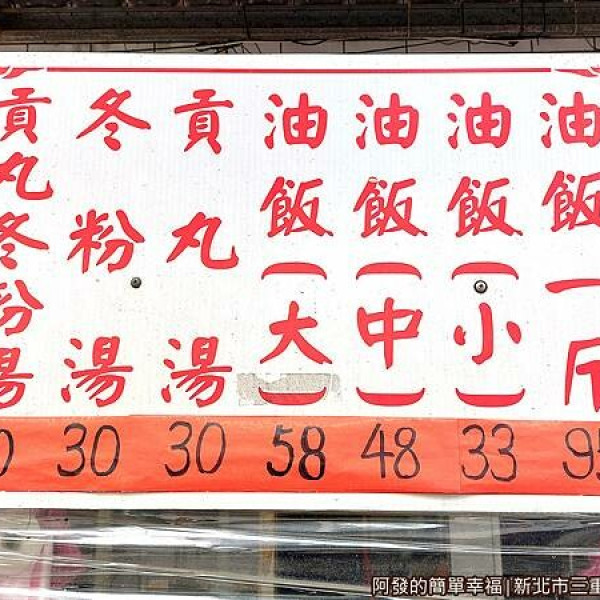 油飯一斤
油飯(小)
油飯(中)
油飯(大)
貢丸湯
冬粉湯
貢丸冬粉湯
0 30 30 58 48 33 95
阿發的簡單幸福|新北市三重